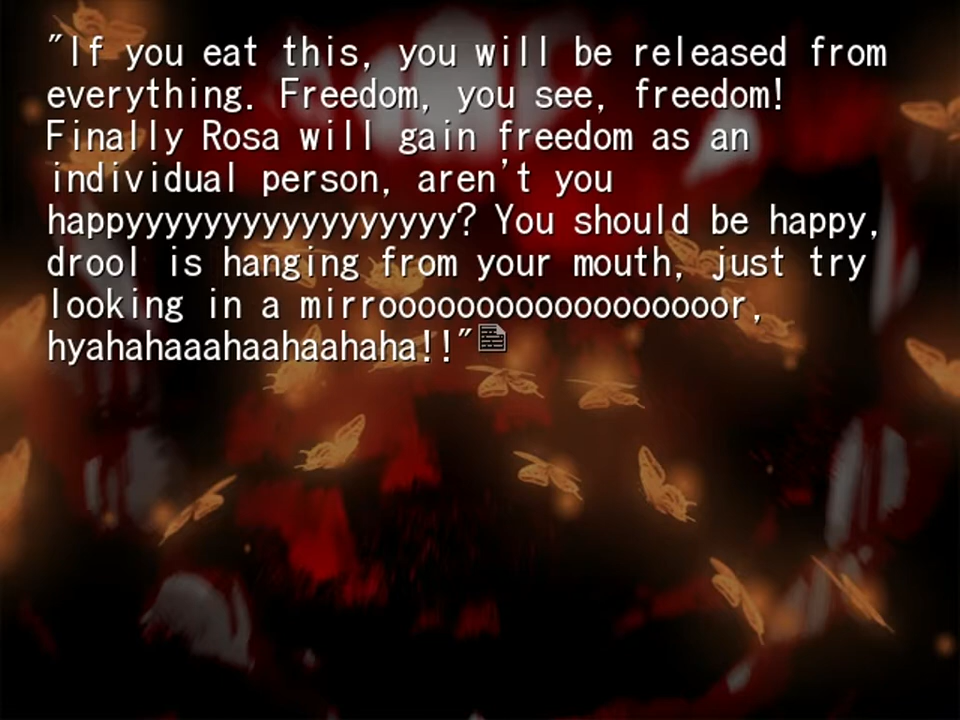 "If you eat this, you will be released from
everything. Freedom, you see, freedom!
Finally Rosa will gain freedom as an
individual person, aren't you
happyyyyyyyyyyyyyyyyy? You should be happy,
drool is hanging from your mouth, just try
looking in a mirroooooooooooooooooor,
hyahahaaahaahaahaha!!"